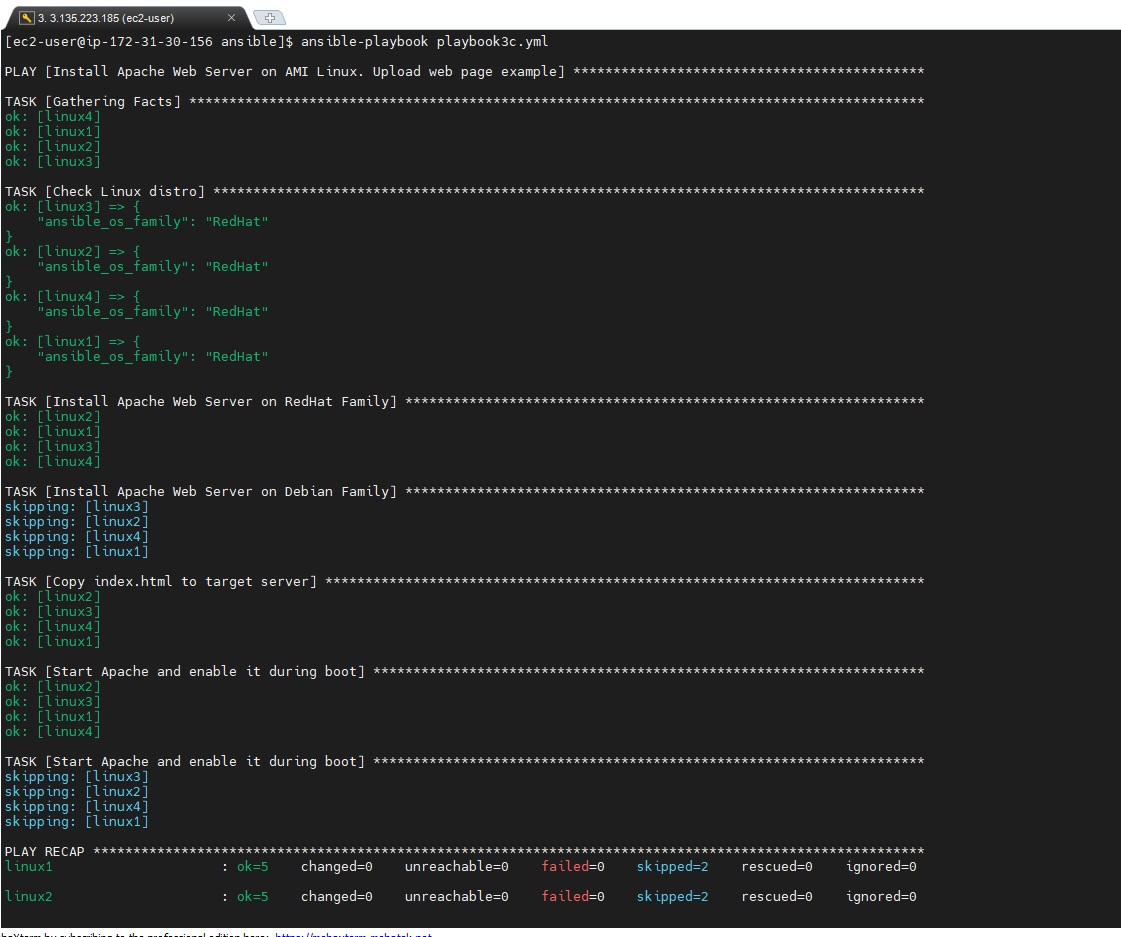 3. 3.135.223.185 (ec2-user)
[ec2-user@ip-172-31-30-156 ansible]$ ansible-playbook playbook3c.yml
PLAY [Install Apache Web Server on AMI Linux. Upload web page example] ********************************************
TASK [Gathering Facts] ********************************************************************************************
ok: [linux4]
ok: [linux1]
ok: [linux2]
ok: [linux3]
TASK [Check Linux distro] *****************************************************************************************
ok: [linux3] => {
    "ansible_os_family": "RedHat"
}
ok: [linux2] => {
    "ansible_os_family": "RedHat"
}
ok: [linux4] => {
    "ansible_os_family": "RedHat"
}
ok: [linux1] => {
    "ansible_os_family": "RedHat"
}
TASK [Install Apache Web Server on RedHat Family] *****************************************************************
ok: [linux2]
ok: [linux1]
ok: [linux3]
ok: [linux4]
TASK [Install Apache Web Server on Debian Family] *****************************************************************
skipping: [linux3]
skipping: [linux2]
skipping: [linux4]
skipping: [linux1]
TASK [Copy index.html to target server] ***************************************************************************
ok: [linux2]
ok: [linux3]
ok: [linux4]
ok: [linux1]
TASK [Start Apache and enable it during boot] *********************************************************************
ok: [linux2]
ok: [linux3]
ok: [linux1]
ok: [linux4]
TASK [Start Apache and enable it during boot] *********************************************************************
skipping: [linux3]
skipping: [linux2]
skipping: [linux4]
skipping: [linux1]
PLAY RECAP ********************************************************************************************************
linux1                     : ok=5    changed=0    unreachable=0    failed=0    skipped=2    rescued=0    ignored=0
linux2                     : ok=5    changed=0    unreachable=0    failed=0    skipped=2    rescued=0    ignored=0